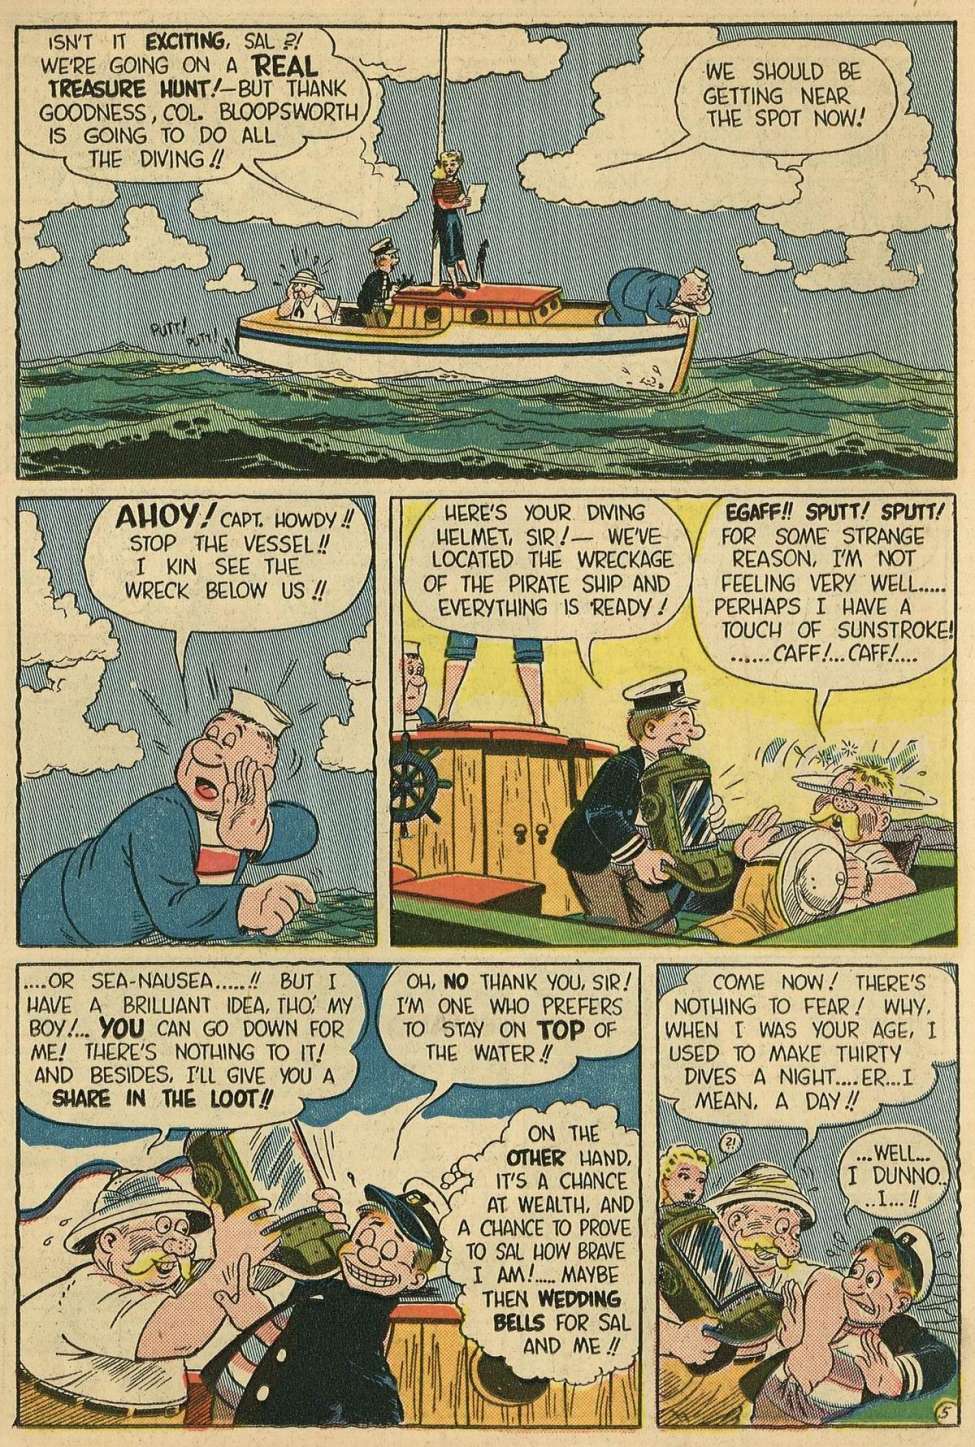 ISN'T IT EXCITING, SAL ?!
WE'RE GOING ON A REAL
TREASURE HUNT!—BUT THANK
GOODNESS, COL. BLOOPSWORTH
IS GOING TO DO ALL
THE DIVING!!
WE SHOULD BE
GETTING NEAR
THE SPOT NOW!
PUTT!
PUTT!
AHOY! CAPT. HOWDY!!
STOP THE VESSEL!!
I KIN SEE THE
WRECK BELOW US!!
HERE'S YOUR DIVING
HELMET, SIR!— WE'VE
LOCATED THE WRECKAGE
OF THE PIRATE SHIP AND
EVERYTHING IS READY!
EGAFF!! SPUTT! SPUTT!
FOR SOME STRANGE
REASON, I'M NOT
FEELING VERY WELL.....
PERHAPS I HAVE A
TOUCH OF SUNSTROKE!
......CAFF!...CAFF!....
....OR SEA-NAUSEA.....!! BUT I
HAVE A BRILLIANT IDEA, THO', MY
BOY!... YOU CAN GO DOWN FOR
ME! THERE'S NOTHING TO IT!
AND BESIDES, I'LL GIVE YOU A
SHARE IN THE LOOT!!
OH, NO THANK YOU, SIR!
I'M ONE WHO PREFERS
TO STAY ON TOP OF
THE WATER!!
ON THE
OTHER HAND,
IT'S A CHANCE
AT WEALTH, AND
A CHANCE TO PROVE
TO SAL HOW BRAVE
I AM!.... MAYBE
THEN WEDDING
BELLS FOR SAL
AND ME!!
COME NOW! THERE'S
NOTHING TO FEAR! WHY,
WHEN I WAS YOUR AGE, I
USED TO MAKE THIRTY
DIVES A NIGHT....ER...I
MEAN, A DAY!!
?!
...WELL...
I DUNNO..
..I...!!
5